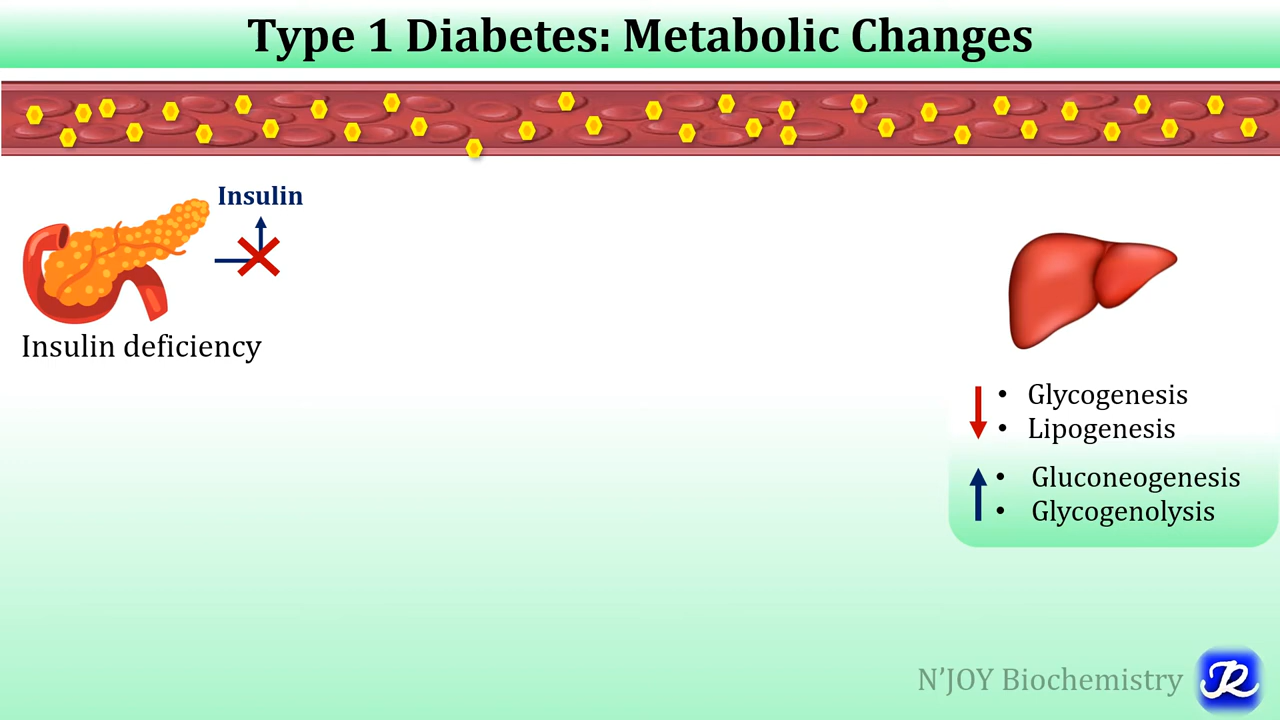 Type 1 Diabetes: Metabolic Changes
Insulin
Insulin deficiency
• Glycogenesis
• Lipogenesis
• Gluconeogenesis
• Glycogenolysis
N'JOY Biochemistry